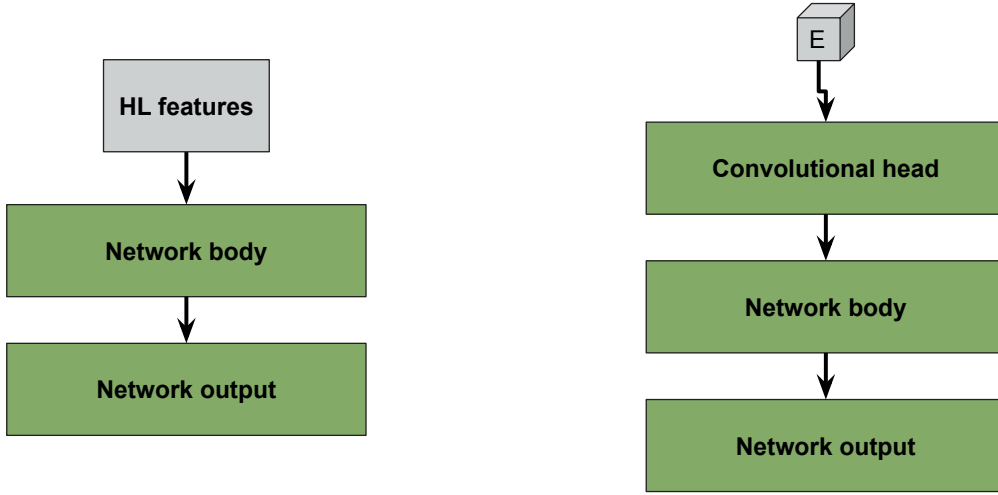 HL features
Network body
Network output
E
Convolutional head
Network body
Network output